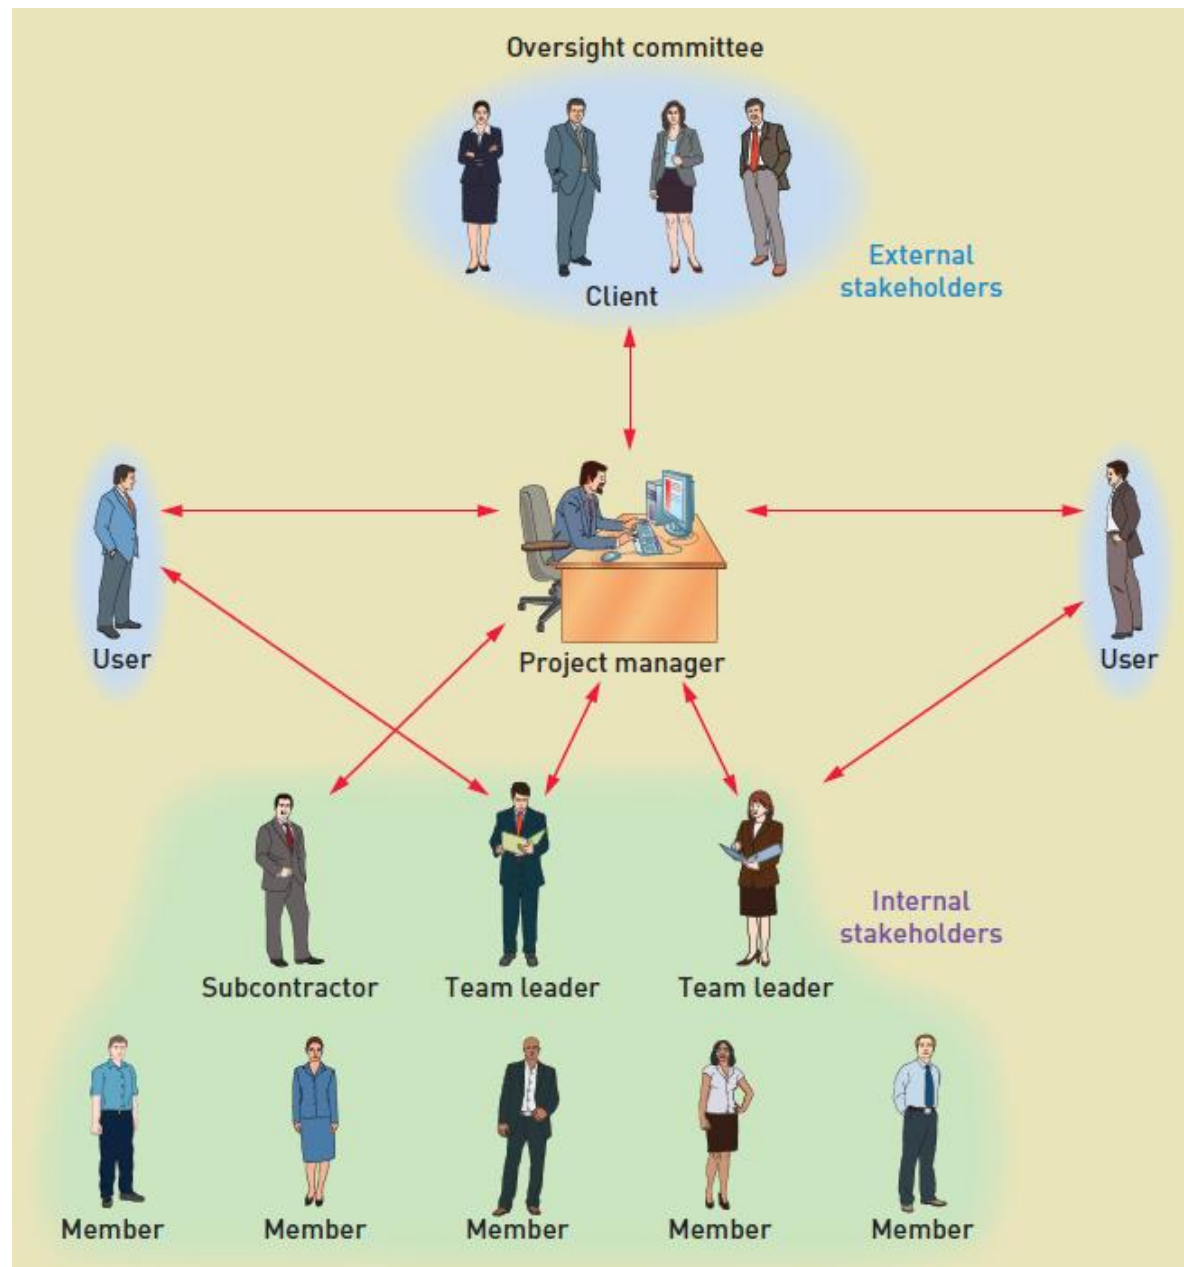 Oversight committee
Client
External
stakeholders
User
Project manager
User
Subcontractor
Team leader
Team leader
Internal
stakeholders
Member
Member
Member
Member
Member